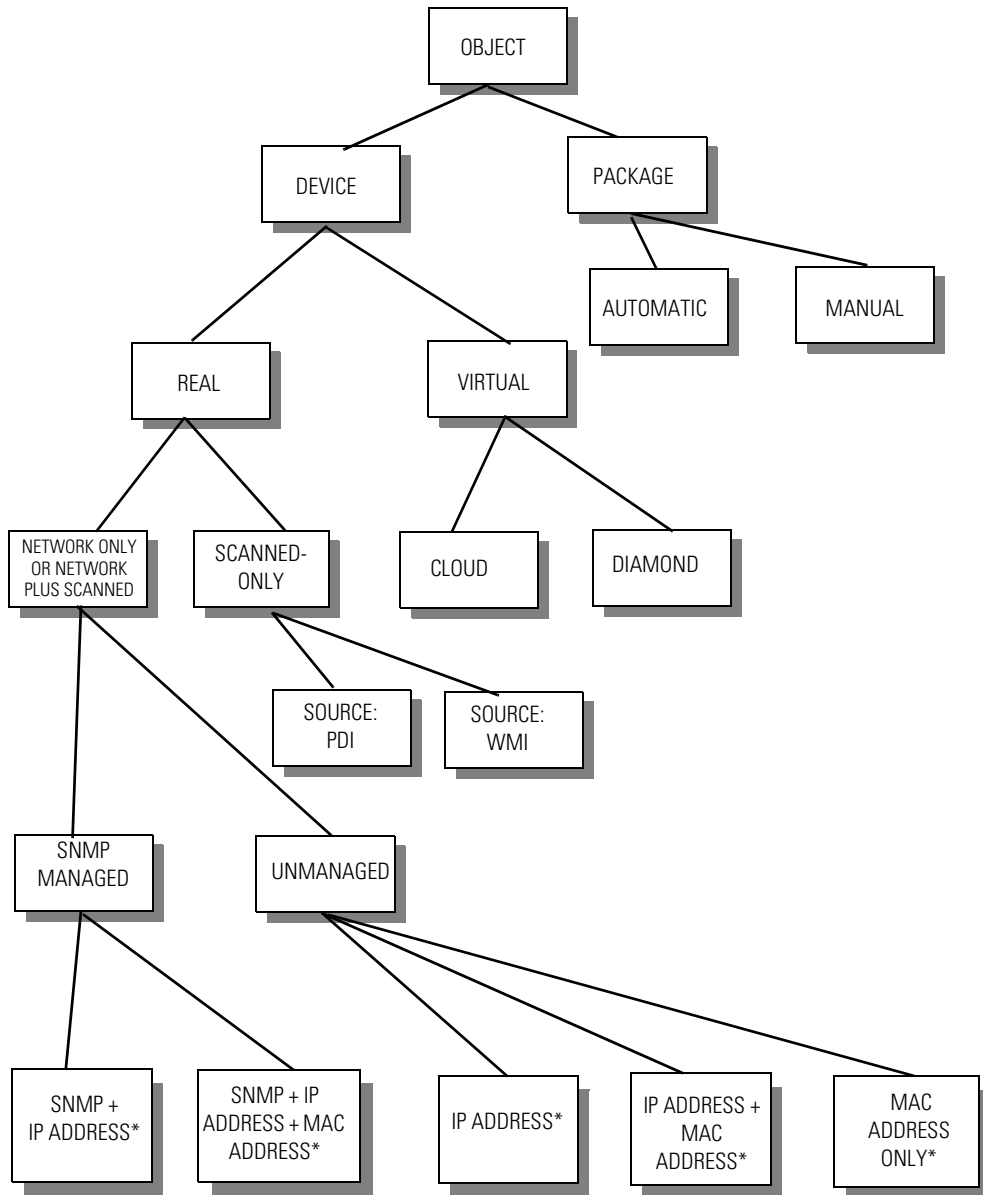 OBJECT
DEVICE
PACKAGE
AUTOMATIC
MANUAL
REAL
VIRTUAL
NETWORK ONLY
OR NETWORK
PLUS SCANNED
SCANNED-
ONLY
CLOUD
DIAMOND
SOURCE:
PDI
SOURCE:
WMI
SNMP
MANAGED
UNMANAGED
SNMP +
IP ADDRESS*
SNMP + IP
ADDRESS + MAC
ADDRESS*
IP ADDRESS*
IP ADDRESS +
MAC
ADDRESS*
MAC
ADDRESS
ONLY*